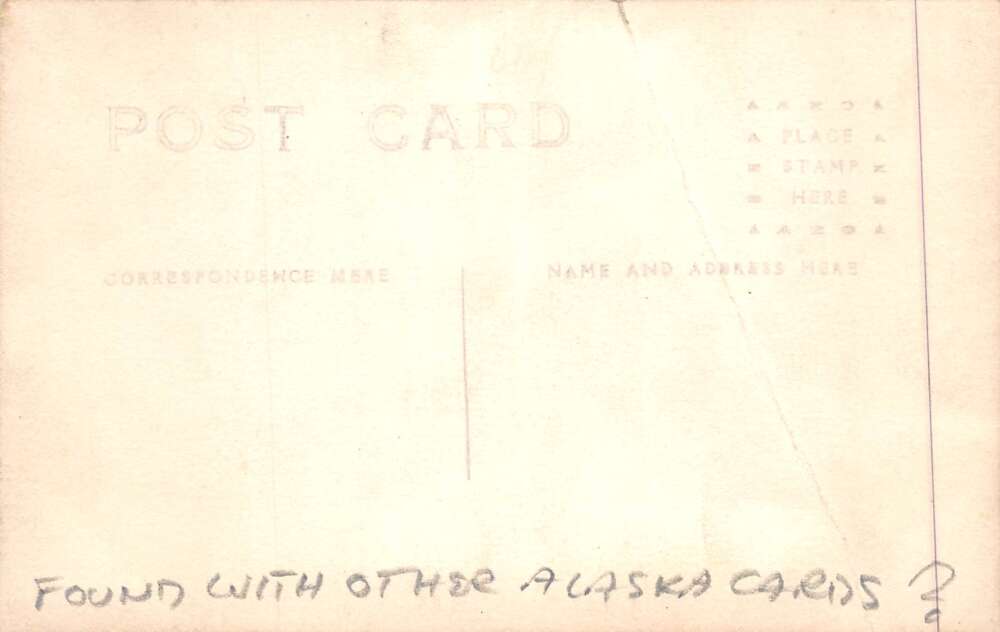 POST CARD
PLACE
STAMP
HERE
CORRESPONDENCE HERE
NAME AND ADDRESS HERE
FOUND WITH OTHER ALASKA CARDS ?